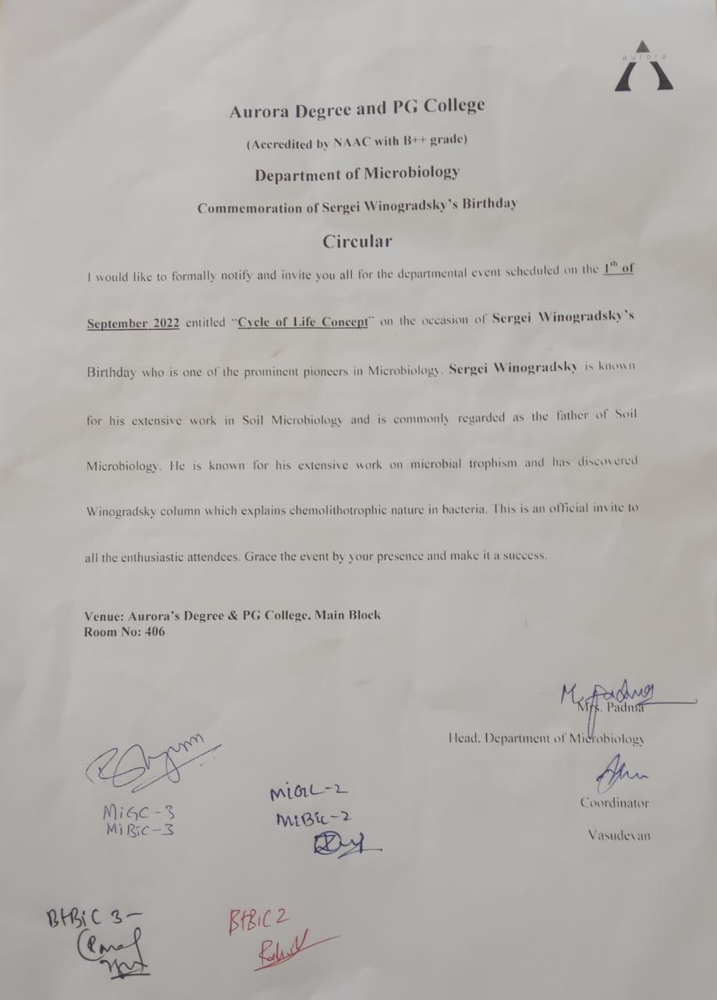 aurora
Aurora Degree and PG College
(Accredited by NAAC with B++ grade)
Department of Microbiology
Commemoration of Sergei Winogradsky's Birthday
Circular
I would like to formally notify and invite you all for the departmental event scheduled on the 1th of
September 2022 entitled "Cycle of Life Concept" on the occasion of Sergei Winogradsky's
Birthday who is one of the prominent pioneers in Microbiology. Sergei Winogradsky is known
for his extensive work in Soil Microbiology and is commonly regarded as the father of Soil
Microbiology. He is known for his extensive work on microbial trophism and has discovered
Winogradsky column which explains chemolithotrophic nature in bacteria. This is an official invite to
all the enthusiastic attendees. Grace the event by your presence and make it a success.
Venue: Aurora's Degree & PG College, Main Block
Room No: 406
M. Padma
Mrs. Padma
Head, Department of Microbiology
Coordinator
Vasudevan
MiGC-3
MiBiC-3
MiGC-2
MiBiC-2
BtBiC 3-
BtBiC 2